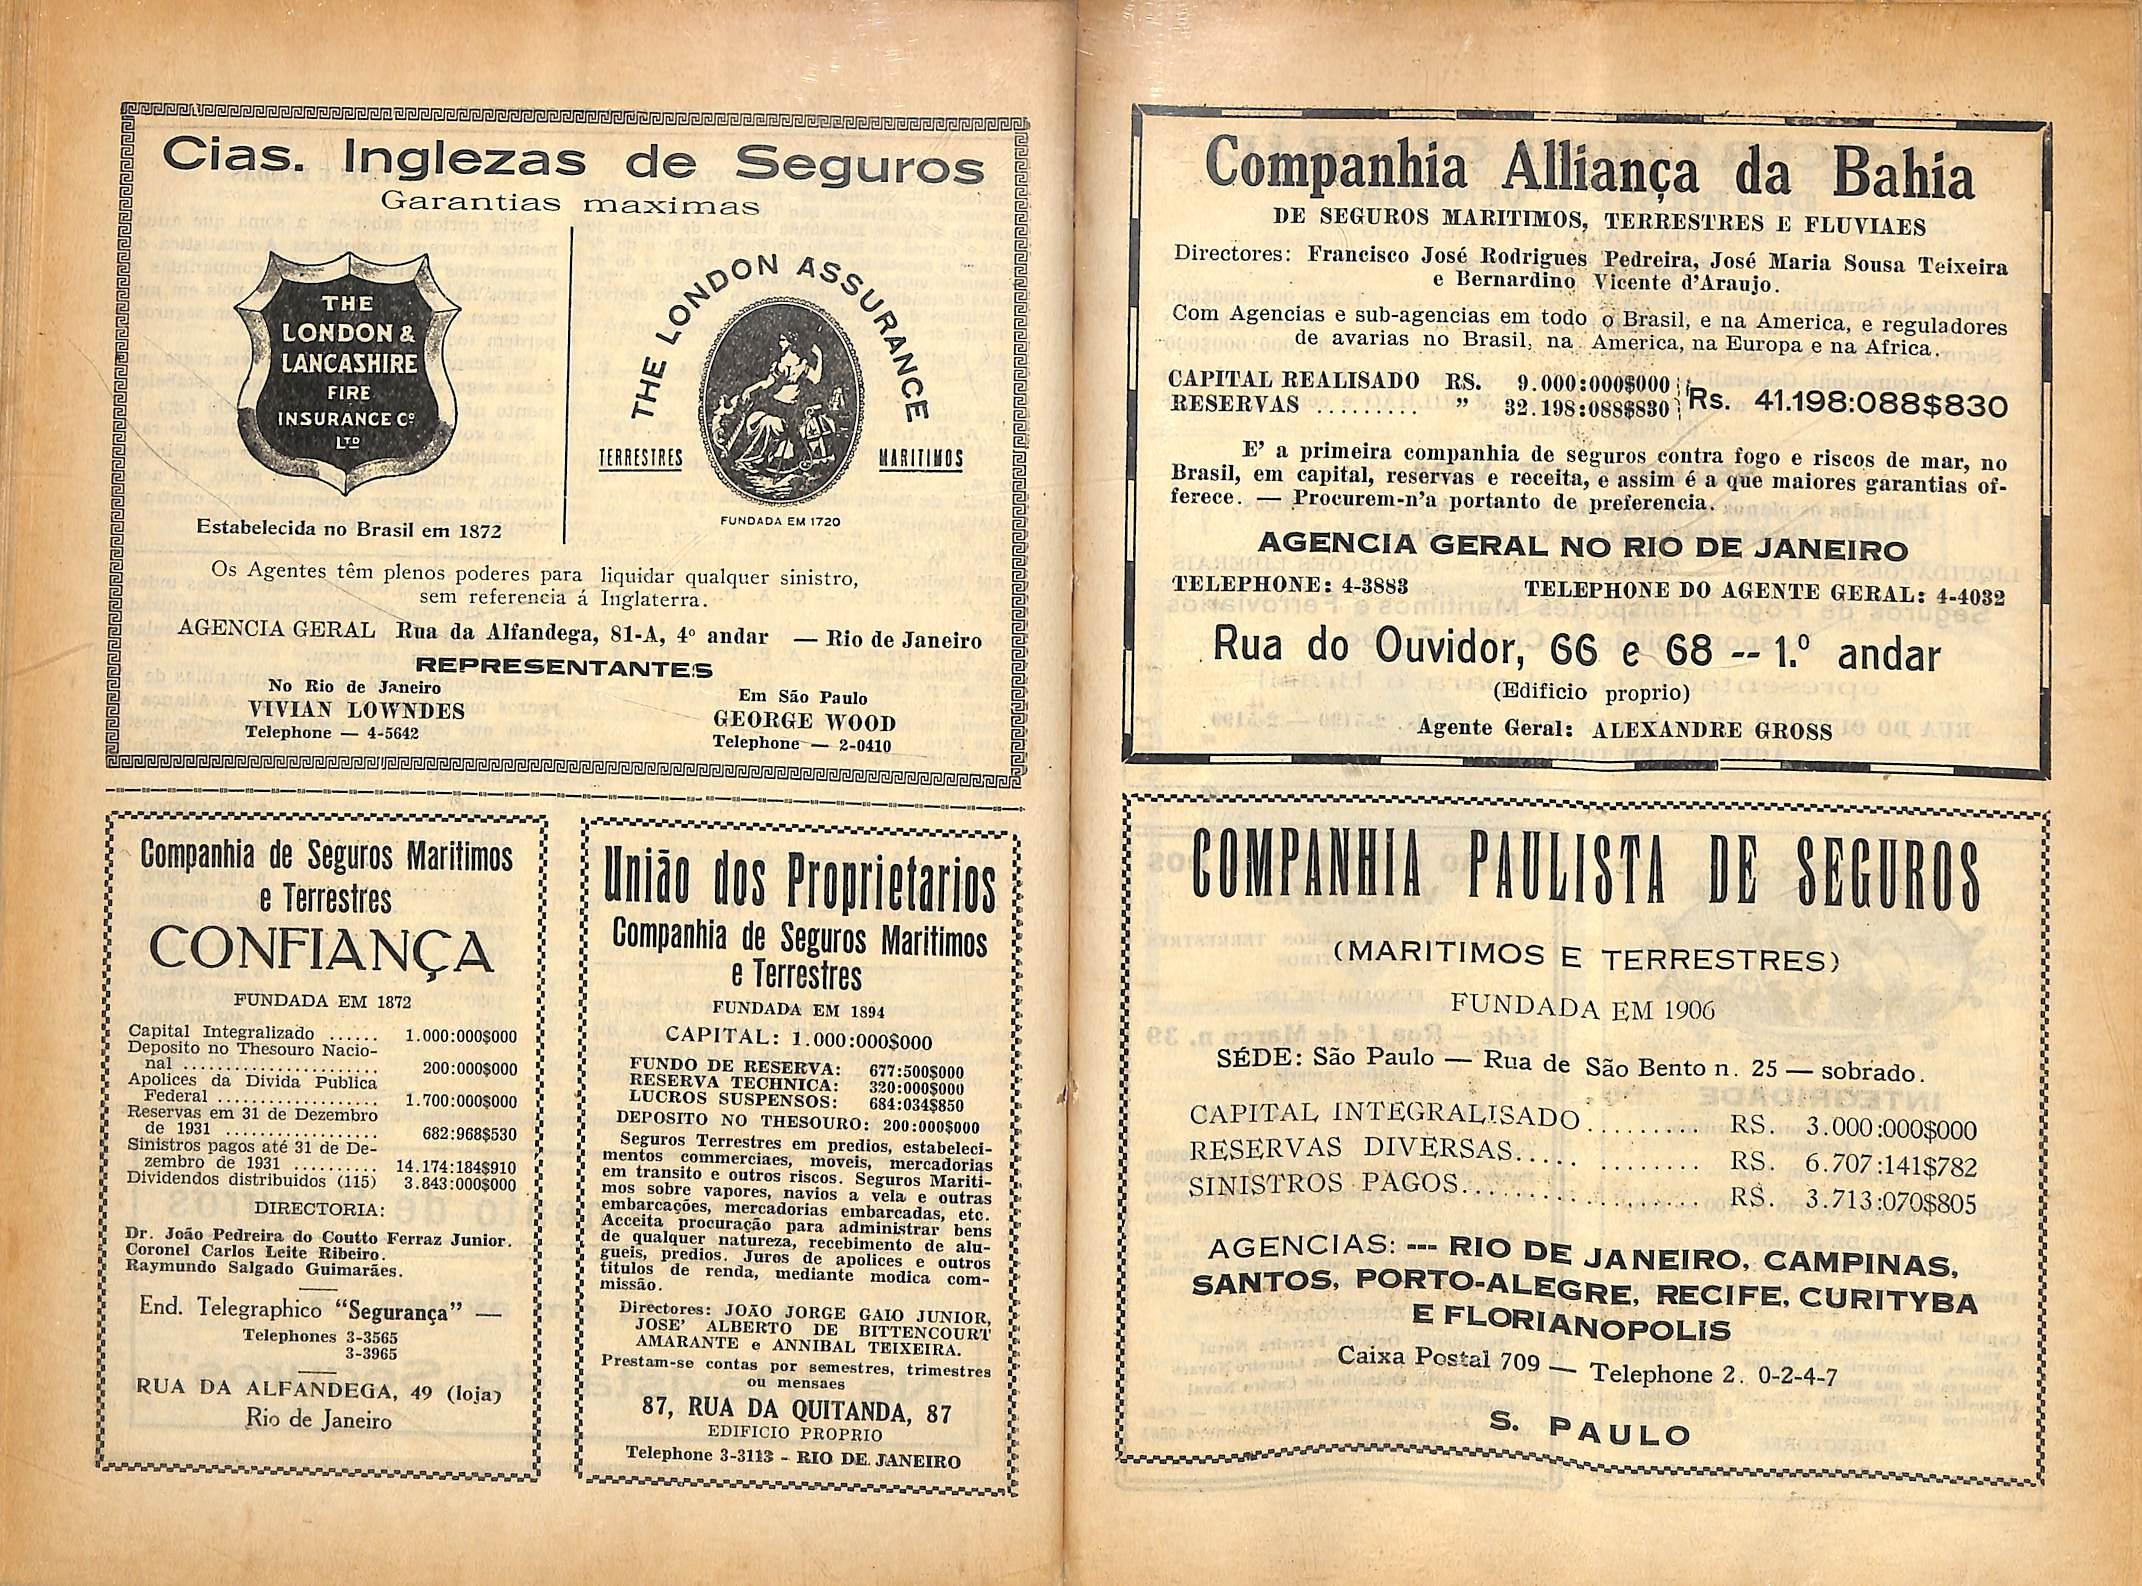 Cias. Inglezas de Seguros
Garantias maximas
THE
LONDON &
LANCASHIRE
FIRE
INSURANCE Cº
LTD
Estabelecida no Brasil em 1872
THE LONDON ASSURANCE
TERRESTRES
MARITIMOS
FUNDADA EM 1720
Os Agentes têm plenos poderes para liquidar qualquer sinistro,
sem referencia á Inglaterra.
AGENCIA GERAL Rua da Alfandega, 81-A, 4º andar — Rio de Janeiro
REPRESENTANTES
No Rio de Janeiro
VIVIAN LOWNDES
Telephone — 4-5642
Em São Paulo
GEORGE WOOD
Telephone — 2-0410
Companhia de Seguros Maritimos
e Terrestres
CONFIANÇA
FUNDADA EM 1872
Capital Integralizado ...... 1.000:000$000
Deposito no Thesouro Nacio-
nal ........................ 200:000$000
Apolices da Divida Publica
Federal .................... 1.700:000$000
Reservas em 31 de Dezembro
de 1931 ................... 682:968$530
Sinistros pagos até 31 de De-
zembro de 1931 .......... 14.174:184$910
Dividendos distribuidos (115) 3.843:000$000
DIRECTORIA:
Dr. João Pedreira do Coutto Ferraz Junior.
Coronel Carlos Leite Ribeiro.
Raymundo Salgado Guimarães.
End. Telegraphico “Segurança” —
Telephones 3-3565
3-3965
RUA DA ALFANDEGA, 49 (loja)
Rio de Janeiro
União dos Proprietarios
Companhia de Seguros Maritimos
e Terrestres
FUNDADA EM 1894
CAPITAL: 1.000:000$000
FUNDO DE RESERVA: 677:500$000
RESERVA TECHNICA: 320:000$000
LUCROS SUSPENSOS: 684:034$850
DEPOSITO NO THESOURO: 200:000$000
Seguros Terrestres em predios, estabeleci-
mentos commerciaes, moveis, mercadorias
em transito e outros riscos. Seguros Mariti-
mos sobre vapores, navios a vela e outras
embarcações, mercadorias embarcadas, etc.
Acceita procuração para administrar bens
de qualquer natureza, recebimento de alu-
gueis, predios. Juros de apolices e outros
titulos de renda, mediante modica com-
missão.
Directores: JOÃO JORGE GAIO JUNIOR,
JOSE’ ALBERTO DE BITTENCOURT
AMARANTE e ANNIBAL TEIXEIRA.
Prestam-se contas por semestres, trimestres
ou mensaes
87, RUA DA QUITANDA, 87
EDIFICIO PROPRIO
Telephone 3-3113 - RIO DE JANEIRO
Companhia Alliança da Bahia
DE SEGUROS MARITIMOS, TERRESTRES E FLUVIAES
Directores: Francisco José Rodrigues Pedreira, José Maria Sousa Teixeira
e Bernardino Vicente d'Araujo.
Com Agencias e sub-agencias em todo o Brasil, e na America, e reguladores
de avarias no Brasil, na America, na Europa e na Africa.
CAPITAL REALISADO RS. 9.000:000$000
RESERVAS ......... ” 32.198:088$830
Rs. 41.198:088$830
E’ a primeira companhia de seguros contra fogo e riscos de mar, no
Brasil, em capital, reservas e receita, e assim é a que maiores garantias of-
ferece. — Procurem-n’a portanto de preferencia.
AGENCIA GERAL NO RIO DE JANEIRO
TELEPHONE: 4-3883 TELEPHONE DO AGENTE GERAL: 4-4032
Rua do Ouvidor, 66 e 68 -- 1.º andar
(Edificio proprio)
Agente Geral: ALEXANDRE GROSS
COMPANHIA PAULISTA DE SEGUROS
(MARITIMOS E TERRESTRES)
FUNDADA EM 1906
SÉDE: São Paulo — Rua de São Bento n. 25 — sobrado.
CAPITAL INTEGRALISADO......... RS. 3.000:000$000
RESERVAS DIVERSAS..... ........ RS. 6.707:141$782
SINISTROS PAGOS................... RS. 3.713:070$805
AGENCIAS: --- RIO DE JANEIRO, CAMPINAS,
SANTOS, PORTO-ALEGRE, RECIFE, CURITYBA
E FLORIANOPOLIS
Caixa Postal 709 — Telephone 2. 0-2-4-7
S. PAULO